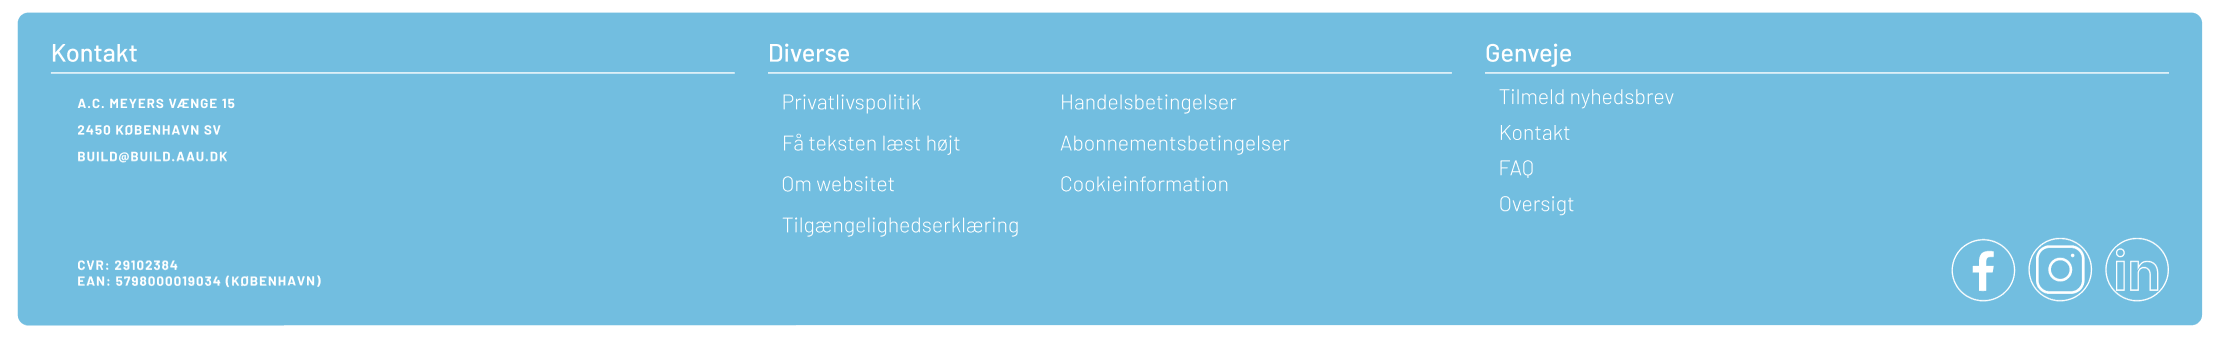 Kontakt
A.C. MEYERS VÆNGE 15
2450 KØBENHAVN SV
BUILD@BUILD.AAU.DK
CVR: 29102384
EAN: 5798000019034 (KØBENHAVN)
Diverse
Privatlivspolitik
Få teksten læst højt
Om websitet
Tilgængelighedserklæring
Handelsbetingelser
Abonnementsbetingelser
Cookieinformation
Genveje
Tilmeld nyhedsbrev
Kontakt
FAQ
Oversigt
f
in